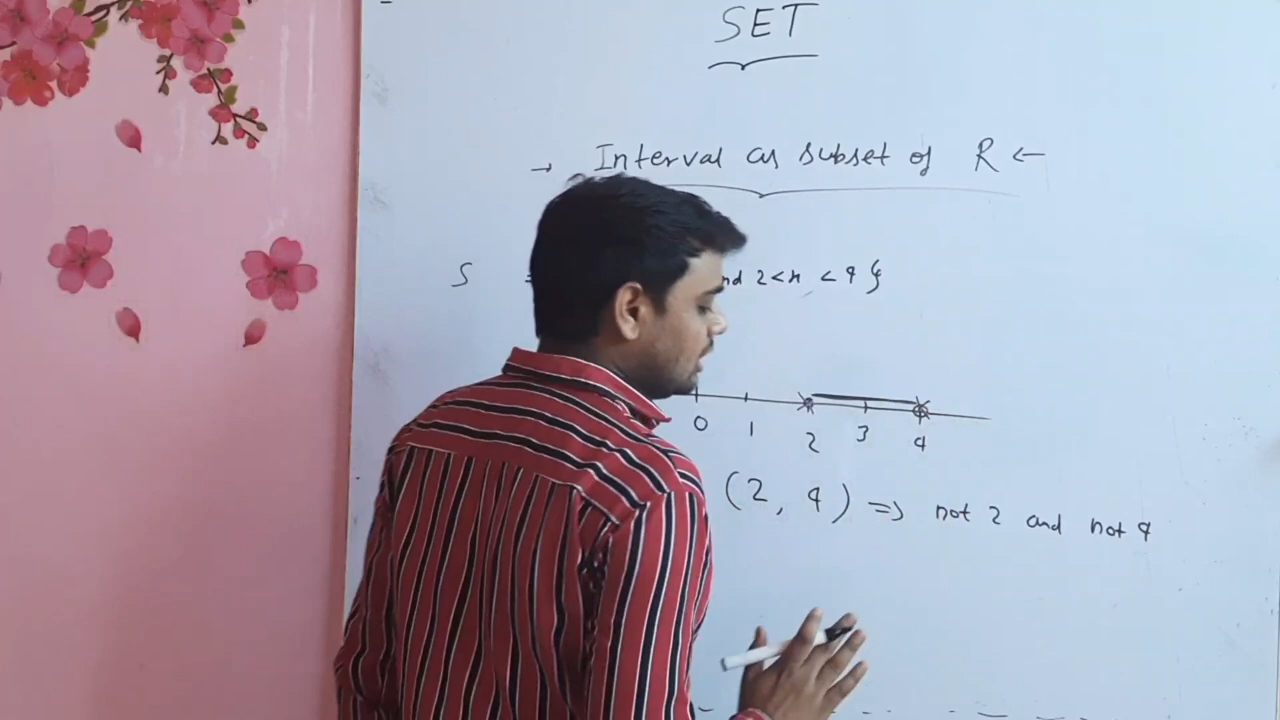 SET
→ Interval as subset of R ←
S = nd 2 < x < 4 }
0 1 2 3 4
(2, 4) => not 2 and not 4